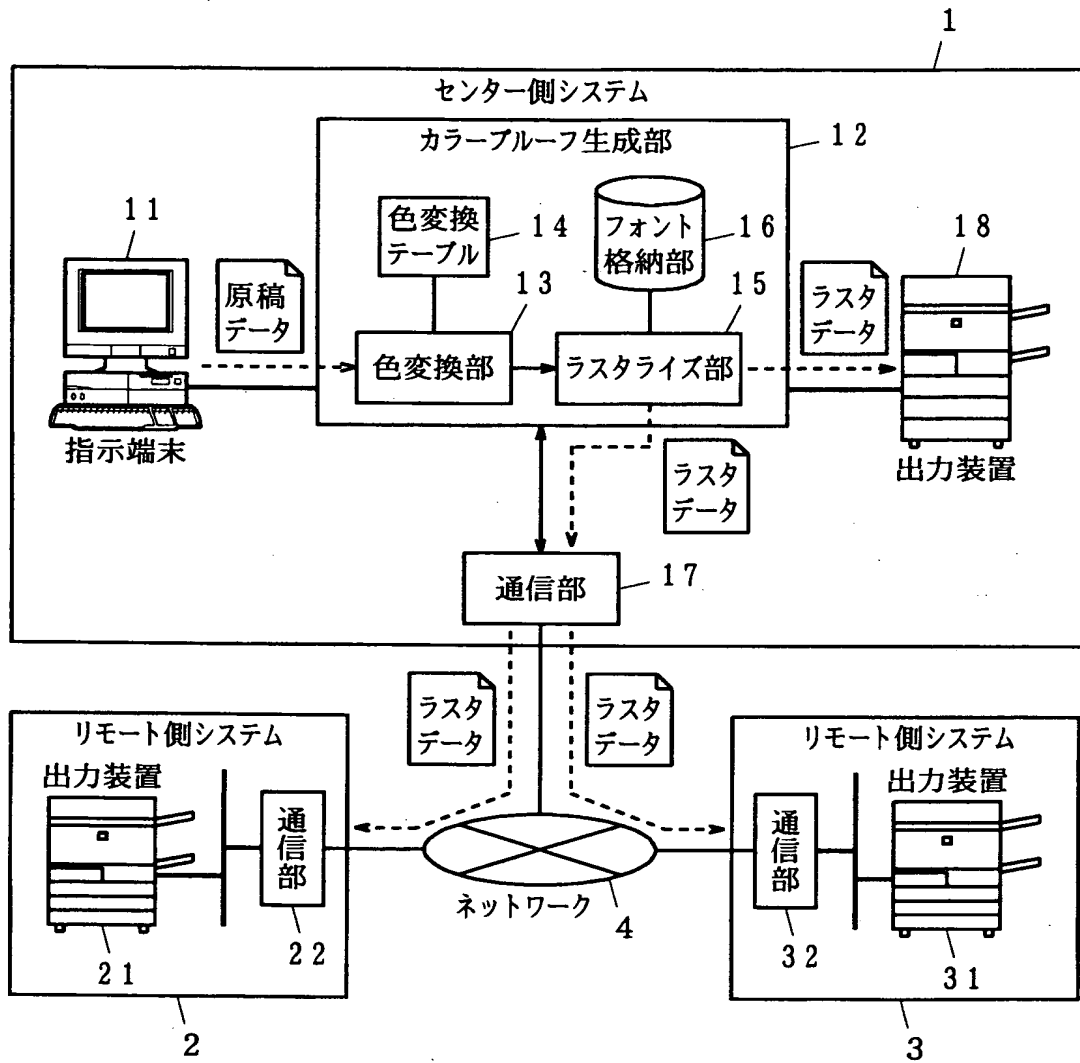 1
センター側システム
カラープルーフ生成部
12
11
色変換
テーブル
14
フォント
格納部
16
18
原稿
データ
13
15
ラスタ
データ
色変換部
ラスタライズ部
指示端末
出力装置
ラスタ
データ
通信部
17
ラスタ
データ
ラスタ
データ
リモート側システム
出力装置
通信部
リモート側システム
出力装置
通信部
ネットワーク
4
21
22
32
31
2
3